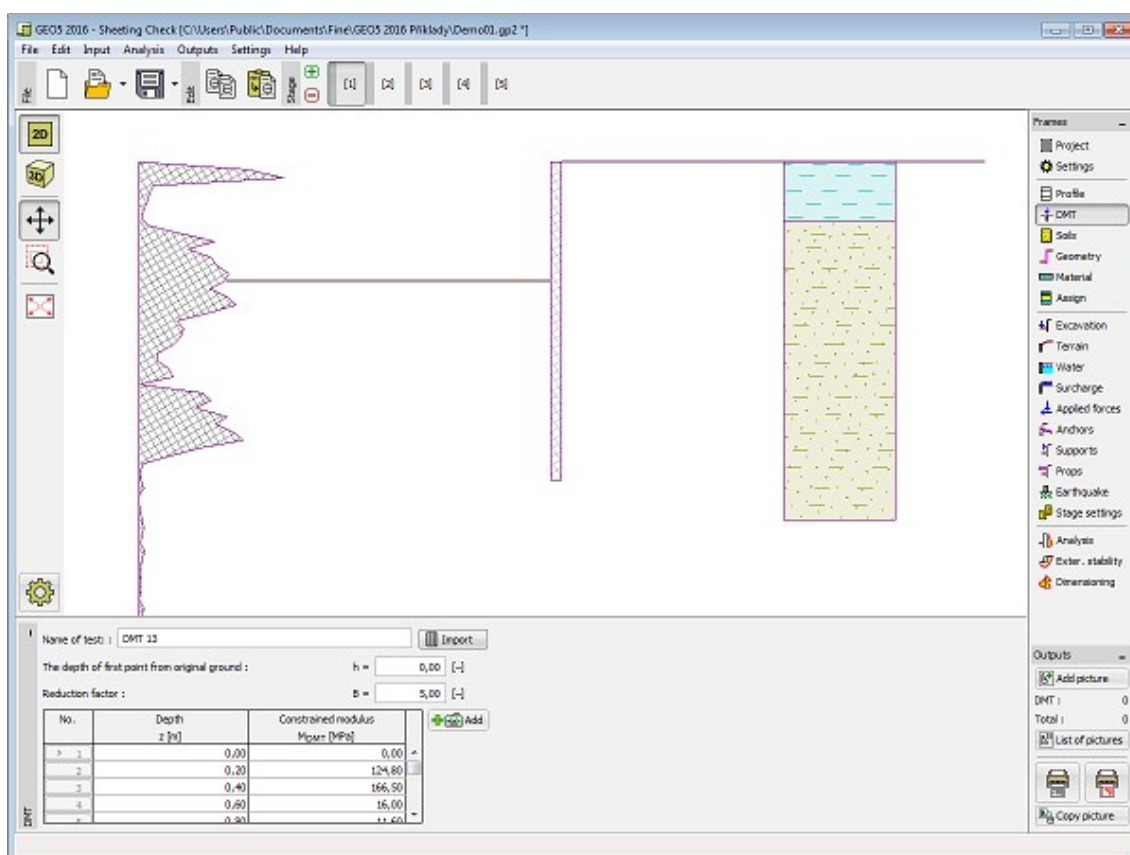 GEO5 2016 - Sheeting Check [C:\Users\Public\Documents\Fine\GEO5 2016 Příklady\Demo01.gp2 *]
File Edit Input Analysis Outputs Settings Help
File
Edit
Stage
[1] [2] [3] [4] [5]
2D
3D
Frames
Project
Settings
Profile
DMT
Soils
Geometry
Material
Assign
Excavation
Terrain
Water
Surcharge
Applied forces
Anchors
Supports
Props
Earthquake
Stage settings
Analysis
Exter. stability
Dimensioning
Name of test: : DMT 13 Import
The depth of first point from original ground : h = 0,00 [-]
Reduction factor : B = 5,00 [-]
No. Depth Constrained modulus Add
z [m] MDMT [MPa]
1 0,00 0,00
2 0,20 124,80
3 0,40 166,50
4 0,60 16,00
DMT
Outputs
Add picture
DMT : 0
Total : 0
List of pictures
Copy picture